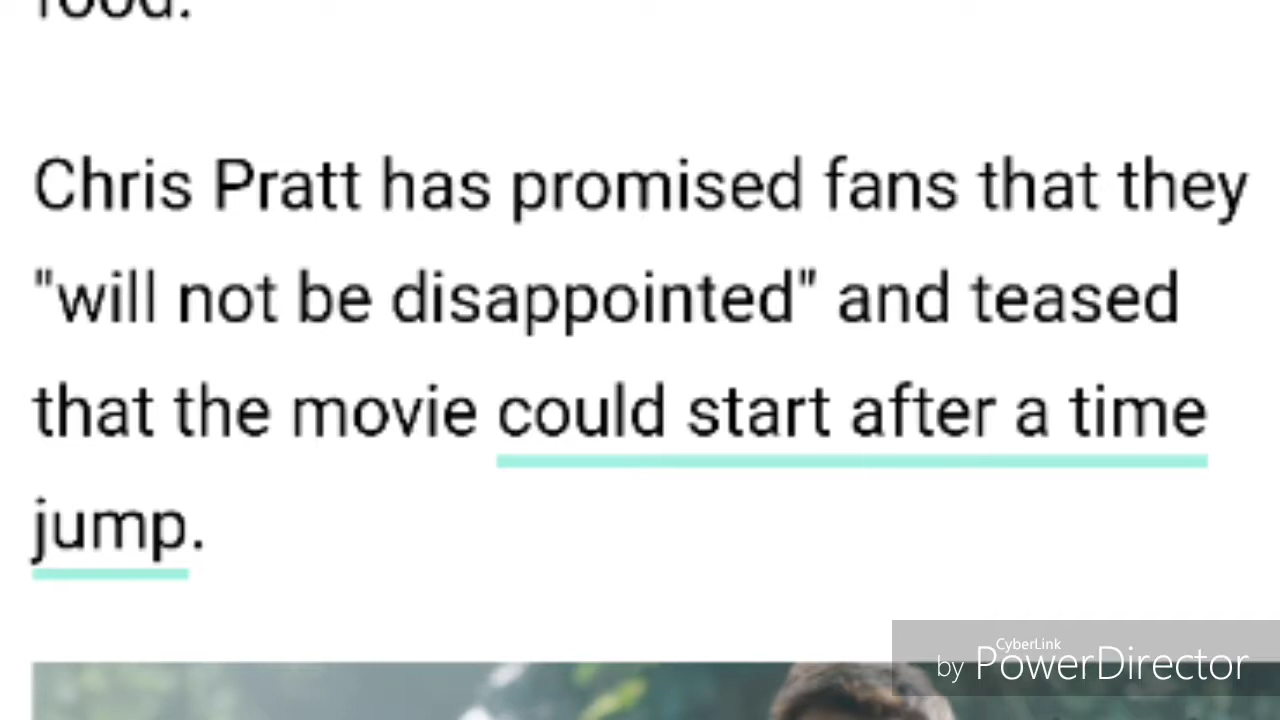 food.
Chris Pratt has promised fans that they
"will not be disappointed" and teased
that the movie could start after a time
jump.
CyberLink
by PowerDirector